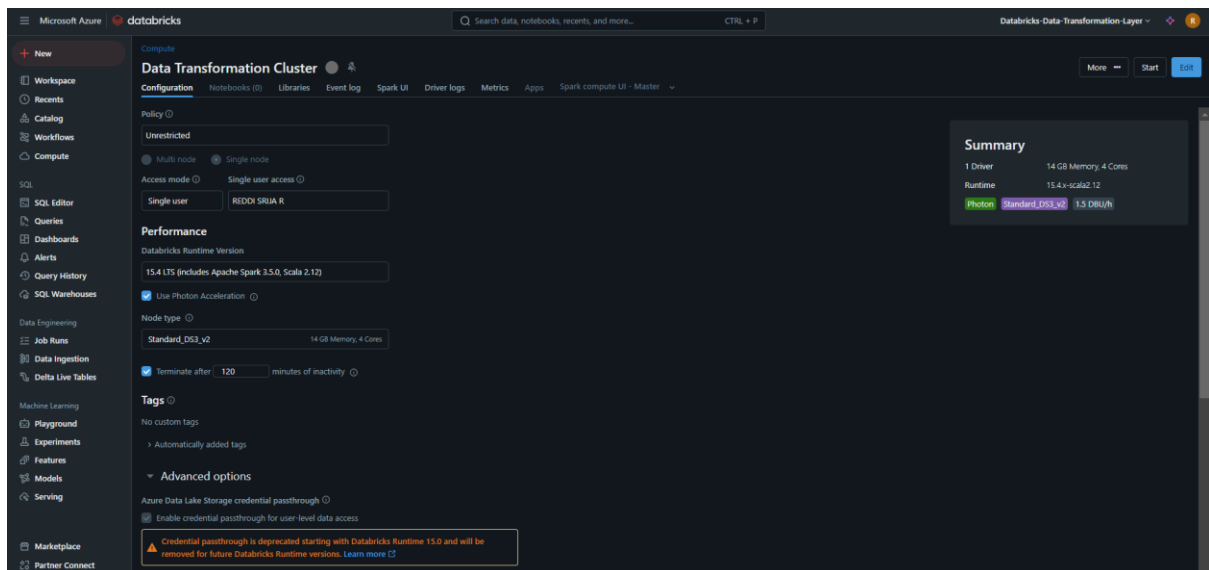 Microsoft Azure databricks Search data, notebooks, recents, and more... CTRL + P Databricks-Data-Transformation-Layer R
New
Workspace
Recents
Catalog
Workflows
Compute
SQL
SQL Editor
Queries
Dashboards
Alerts
Query History
SQL Warehouses
Data Engineering
Job Runs
Data Ingestion
Delta Live Tables
Machine Learning
Playground
Experiments
Features
Models
Serving
Marketplace
Partner Connect
Compute
Data Transformation Cluster
More ... Start Edit
Configuration Notebooks (0) Libraries Event log Spark UI Driver logs Metrics Apps Spark compute UI - Master
Policy
Unrestricted
Multi node Single node
Access mode Single user access
Single user REDDI SRIJA R
Performance
Databricks Runtime Version
15.4 LTS (includes Apache Spark 3.5.0, Scala 2.12)
Use Photon Acceleration
Node type
Standard_DS3_v2 14 GB Memory, 4 Cores
Terminate after 120 minutes of inactivity
Tags
No custom tags
Automatically added tags
Advanced options
Azure Data Lake Storage credential passthrough
Enable credential passthrough for user-level data access
Credential passthrough is deprecated starting with Databricks Runtime 15.0 and will be
removed for future Databricks Runtime versions. Learn more
Summary
1 Driver 14 GB Memory, 4 Cores
Runtime 15.4.x-scala2.12
Photon Standard_DS3_v2 1.5 DBU/h